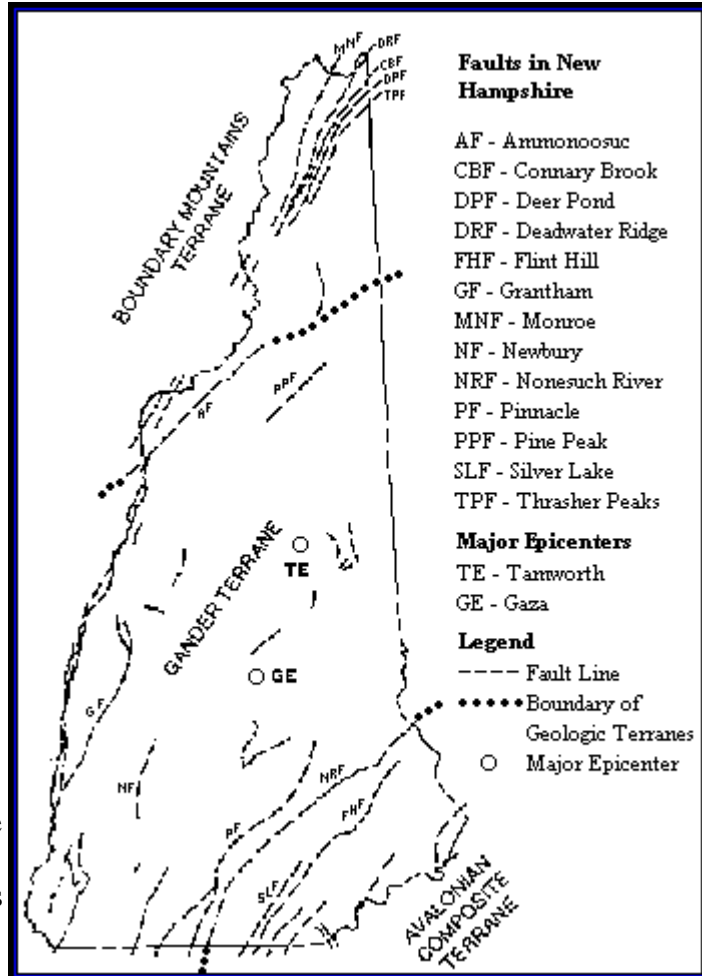 MNF
DRF
CBF
DPF
TPF
Faults in New
Hampshire
AF - Ammonoosuc
CBF - Connary Brook
DPF - Deer Pond
DRF - Deadwater Ridge
FHF - Flint Hill
GF - Grantham
MNF - Monroe
NF - Newbury
NRF - Nonesuch River
PF - Pinnacle
PPF - Pine Peak
SLF - Silver Lake
TPF - Thrasher Peaks
Major Epicenters
TE - Tamworth
GE - Gaza
Legend
Fault Line
Boundary of
Geologic Terranes
Major Epicenter
BOUNDARY MOUNTAINS
TERRANE
PPF
AF
GANDER TERRANE
TE
GE
GF
NF
NRF
PF
FHF
SLF
AVALONIAN
COMPOSITE
TERRANE